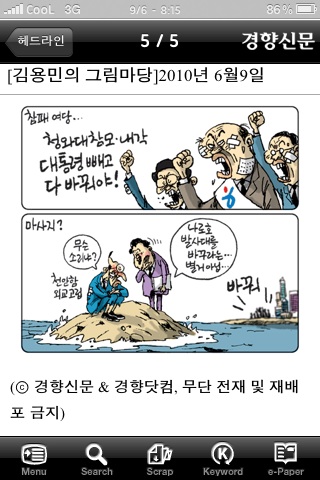 CooL 3G 9/6 - 8:15 86%
헤드라인 5 / 5 경향신문
[김용민의 그림마당]2010년 6월9일
참패 여당...
청와대참모·내각
대통령 빼고
다 바꿔야!
마사지?
무슨
소리냐?
나로호
발사대를
바꾸라는...
별거 아님...
천안함
외교고립
바꿔
(ⓒ 경향신문 & 경향닷컴, 무단 전재 및 재배
포 금지)
Menu Search Scrap Keyword e-Paper